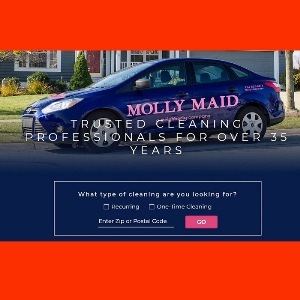 MOLLY MAID
TRUSTED CLEANING
PROFESSIONALS FOR OVER 35
YEARS
What type of cleaning are you looking for?
Recurring One-Time Cleaning
Enter Zip or Postal Code
GO